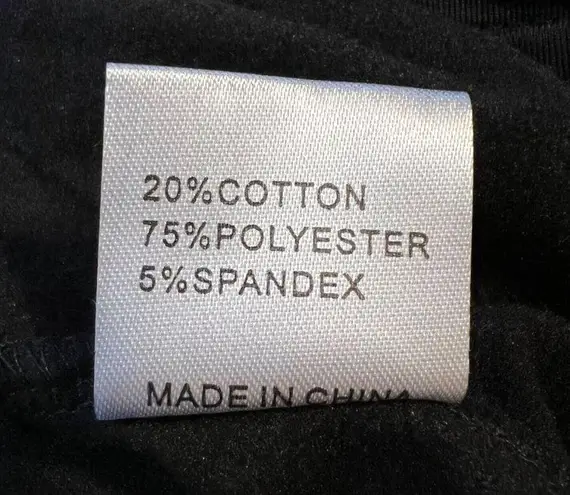 20%COTTON
75%POLYESTER
5%SPANDEX
MADE IN CHINA